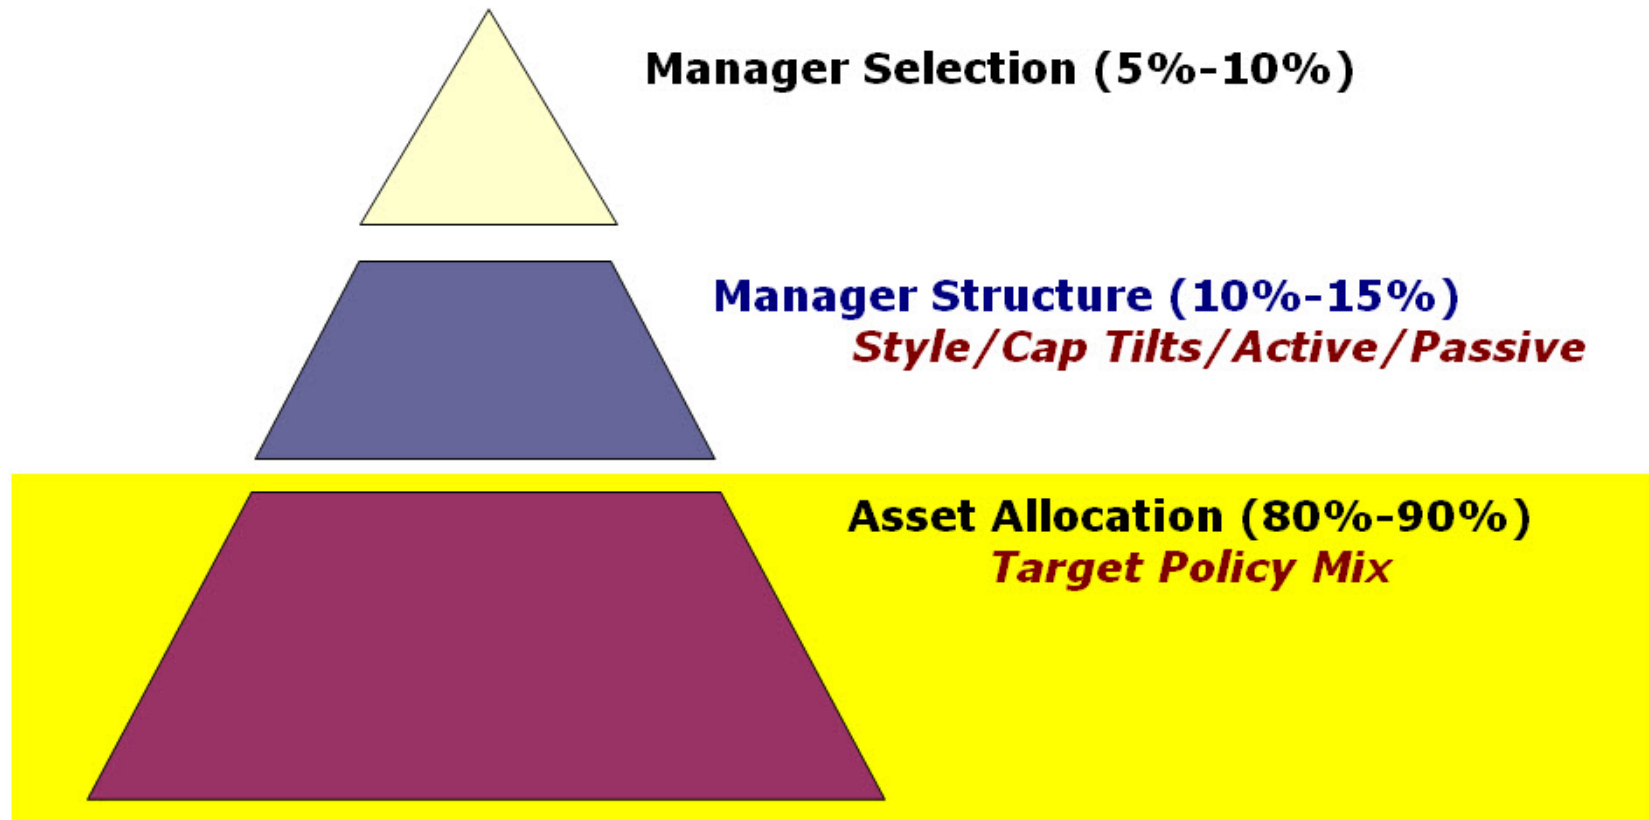 Manager Selection (5%-10%)
Manager Structure (10%-15%)
Style/Cap Tilts/Active/Passive
Asset Allocation (80%-90%)
Target Policy Mix